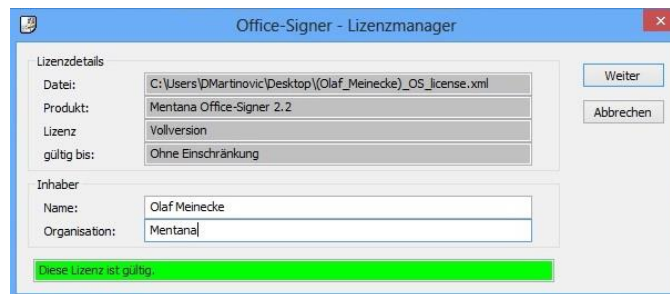 Office-Signer - Lizenzmanager
Lizenzdetails
Datei: C:\Users\DMartinovic\Desktop\(Olaf_Meinecke)_OS_license.xml
Produkt: Mentana Office-Signer 2.2
Lizenz Vollversion
gültig bis: Ohne Einschränkung
Weiter
Abbrechen
Inhaber
Name: Olaf Meinecke
Organisation: Mentana
Diese Lizenz ist gültig.